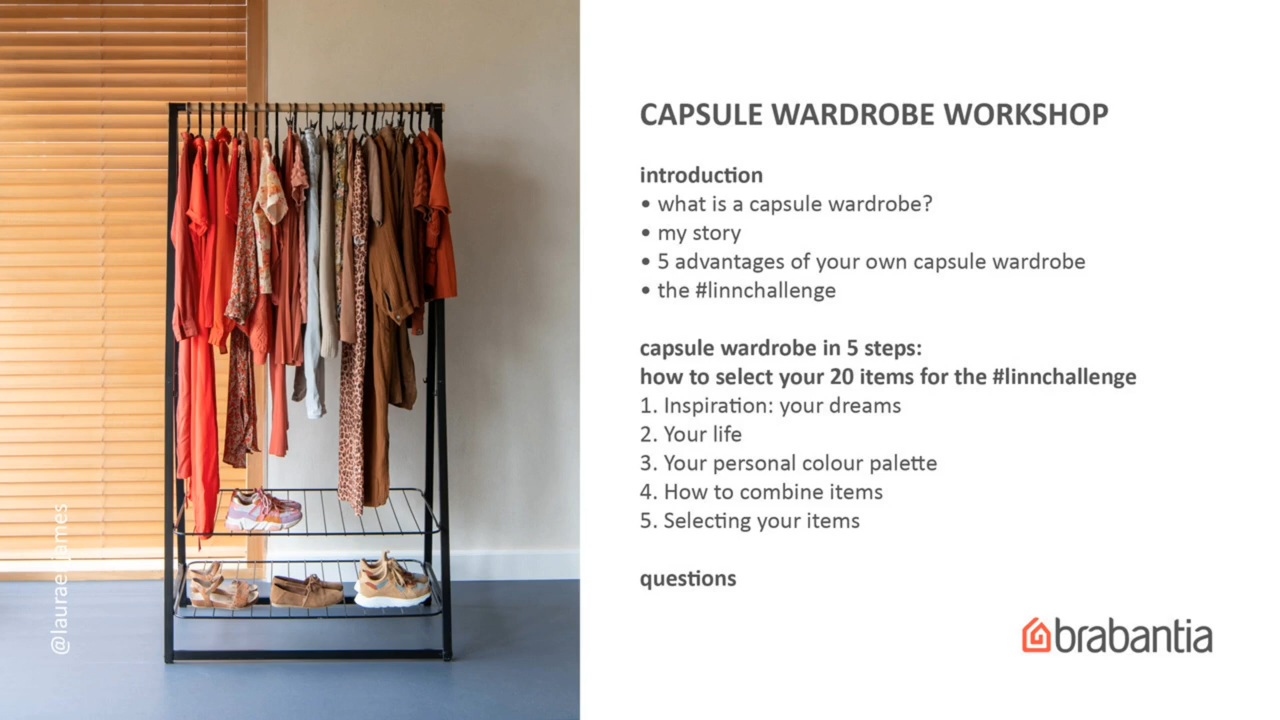 CAPSULE WARDROBE WORKSHOP
introduction
• what is a capsule wardrobe?
• my story
• 5 advantages of your own capsule wardrobe
• the #linnchallenge
capsule wardrobe in 5 steps:
how to select your 20 items for the #linnchallenge
1. Inspiration: your dreams
2. Your life
3. Your personal colour palette
4. How to combine items
5. Selecting your items
questions
brabantia
@laurae_james